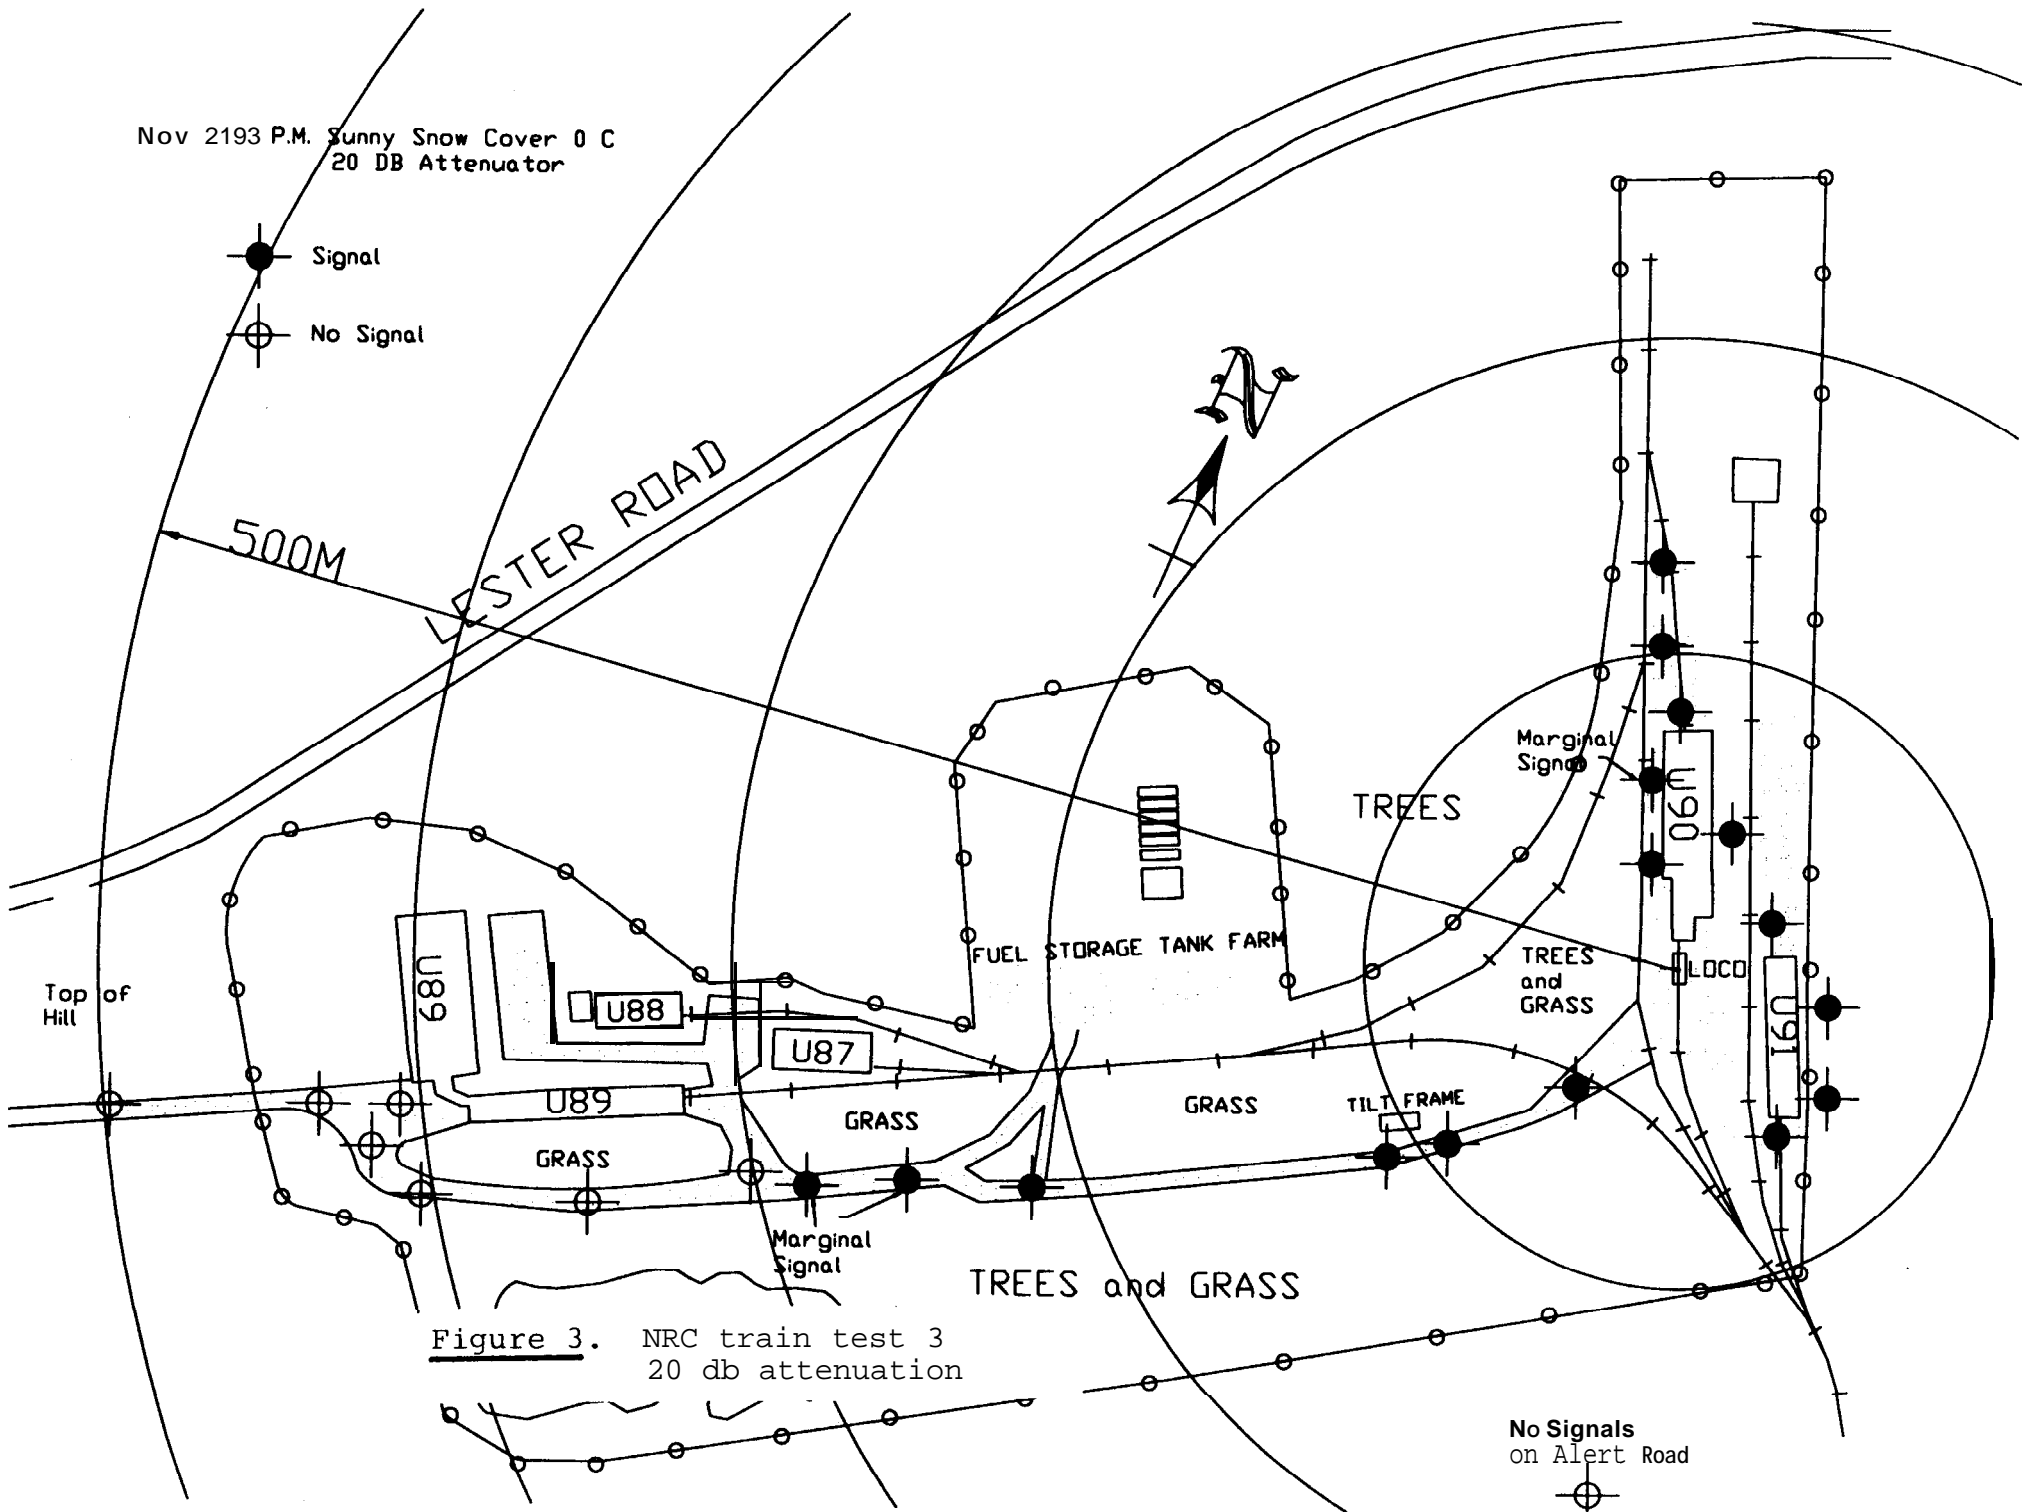 Nov 2193 P.M. Sunny Snow Cover 0 C
20 DB Attenuator
Signal
No Signal
N
500M
LESTER ROAD
Marginal
Signal
TREES
U90
FUEL STORAGE TANK FARM
TREES
and
GRASS
LOCO
U91
Top of
Hill
U89
U88
U87
U89
GRASS
GRASS
GRASS
TILT FRAME
Marginal
Signal
TREES and GRASS
Figure 3. NRC train test 3
20 db attenuation
No Signals
on Alert Road